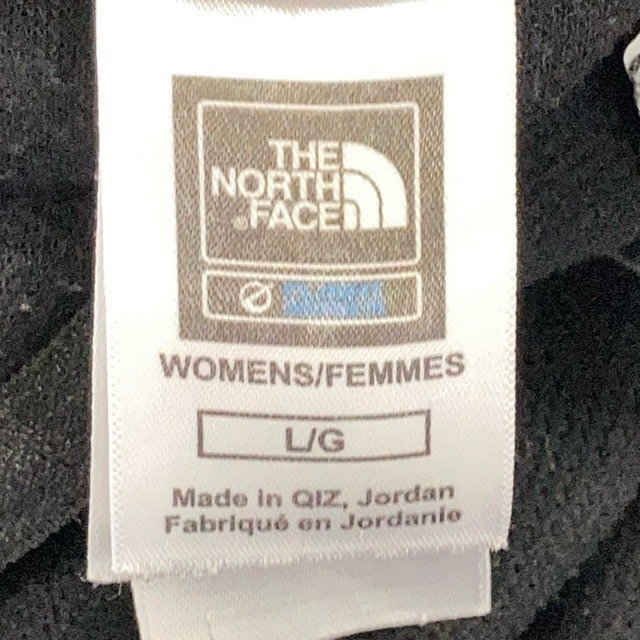 THE
NORTH
FACE
WOMENS/FEMMES
L/G
Made in QIZ, Jordan
Fabriqué en Jordanie